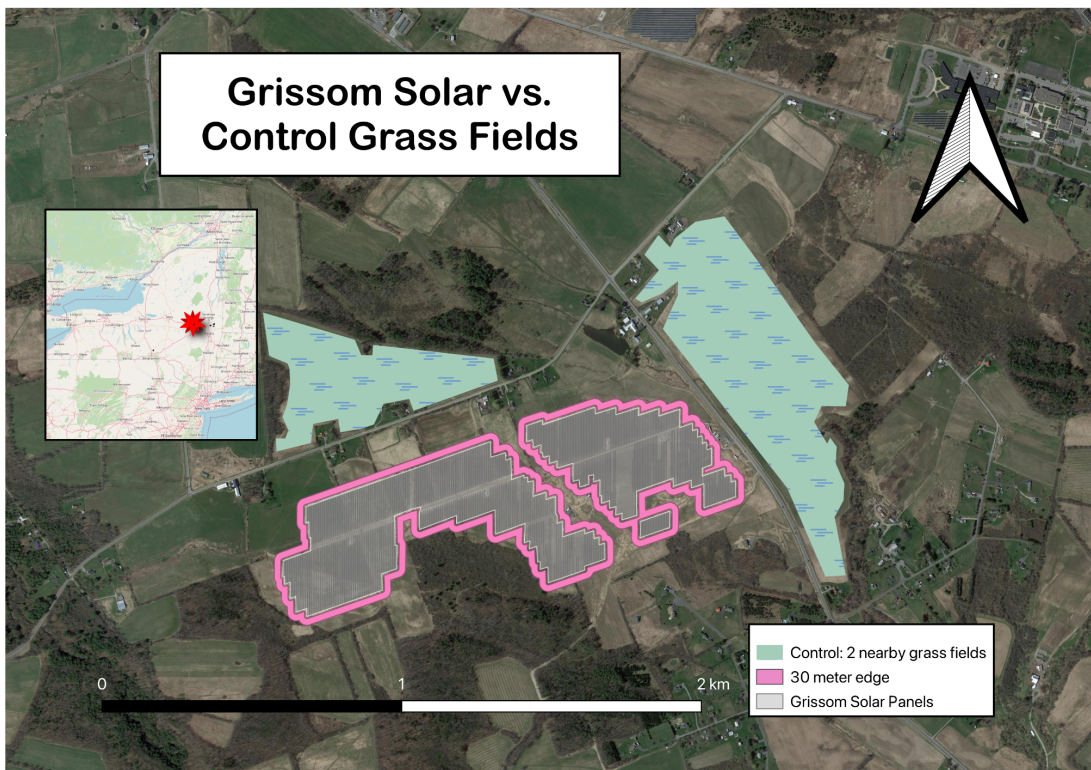 Grissom Solar vs.
Control Grass Fields
0
1
2 km
Control: 2 nearby grass fields
30 meter edge
Grissom Solar Panels